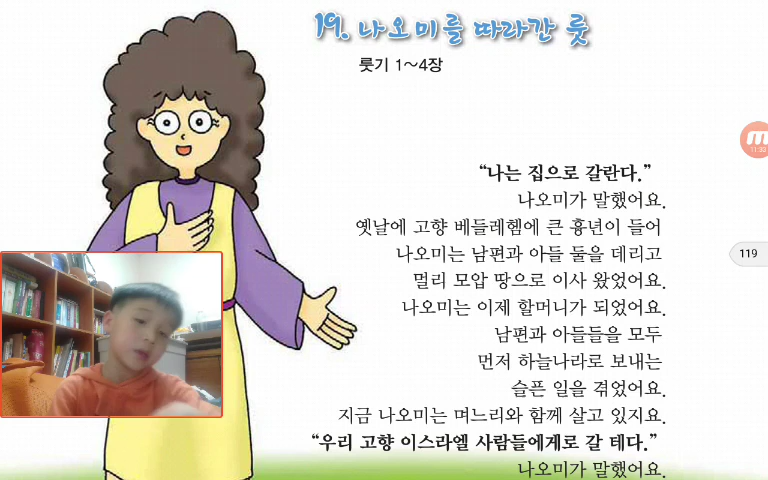 19. 나오미를 따라간 룻
룻기 1~4장
“나는 집으로 갈란다.”
나오미가 말했어요.
옛날에 고향 베들레헴에 큰 흉년이 들어
나오미는 남편과 아들 둘을 데리고
멀리 모압 땅으로 이사 왔었어요.
나오미는 이제 할머니가 되었어요.
남편과 아들들을 모두
먼저 하늘나라로 보내는
슬픈 일을 겪었어요.
지금 나오미는 며느리와 함께 살고 있지요.
“우리 고향 이스라엘 사람들에게로 갈 테다.”
나오미가 말했어요.
11:33
119